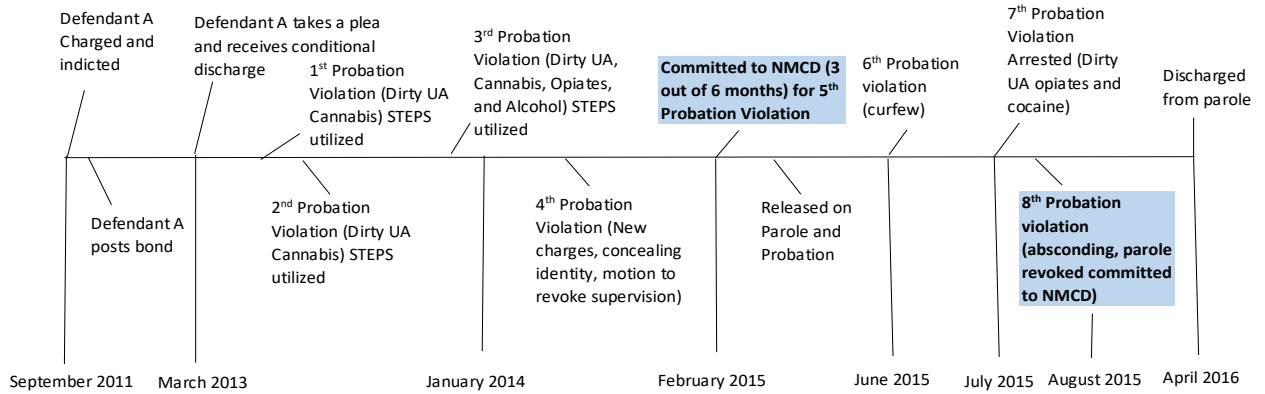 Defendant A
Charged and
indicted
Defendant A takes a plea
and receives conditional
discharge
1st Probation
Violation (Dirty UA
Cannabis) STEPS
utilized
3rd Probation
Violation (Dirty UA,
Cannabis, Opiates,
and Alcohol) STEPS
utilized
Committed to NMCD (3
out of 6 months) for 5th
Probation Violation
6th Probation
violation
(curfew)
7th Probation
Violation
Arrested (Dirty
UA opiates and
cocaine)
Discharged
from parole
Defendant A
posts bond
2nd Probation
Violation (Dirty UA
Cannabis) STEPS
utilized
4th Probation
Violation (New
charges, concealing
identity, motion to
revoke supervision)
Released on
Parole and
Probation
8th Probation
violation
(absconding, parole
revoked committed
to NMCD)
September 2011
March 2013
January 2014
February 2015
June 2015
July 2015
August 2015
April 2016